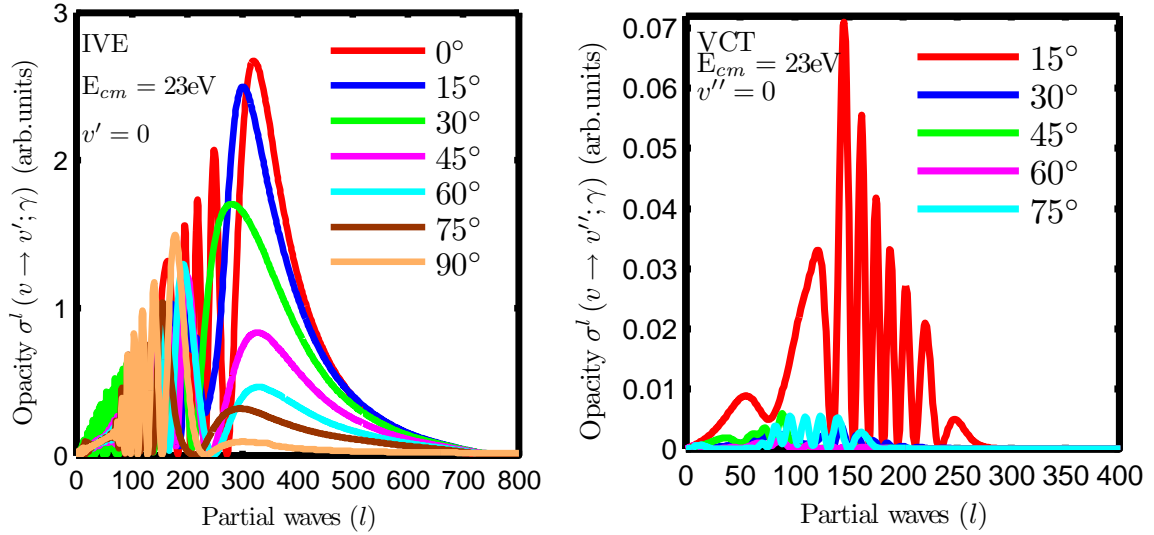 3
2
1
0
Opacity σˡ (v → v′; γ) (arb.units)
IVE
E_cm = 23eV
v′ = 0
0°
15°
30°
45°
60°
75°
90°
0 100 200 300 400 500 600 700 800
Partial waves (l)
0.07
0.06
0.05
0.04
0.03
0.02
0.01
0
Opacity σˡ (v → v″; γ) (arb.units)
VCT
E_cm = 23eV
v″ = 0
15°
30°
45°
60°
75°
0 50 100 150 200 250 300 350 400
Partial waves (l)